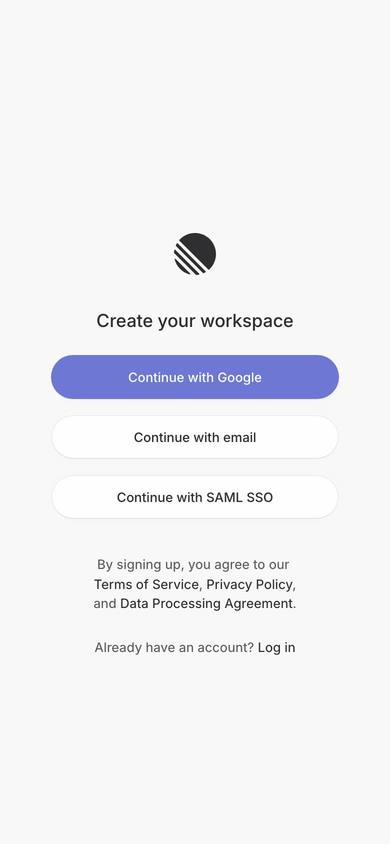 Create your workspace
Continue with Google
Continue with email
Continue with SAML SSO
By signing up, you agree to our
Terms of Service, Privacy Policy,
and Data Processing Agreement.
Already have an account? Log in